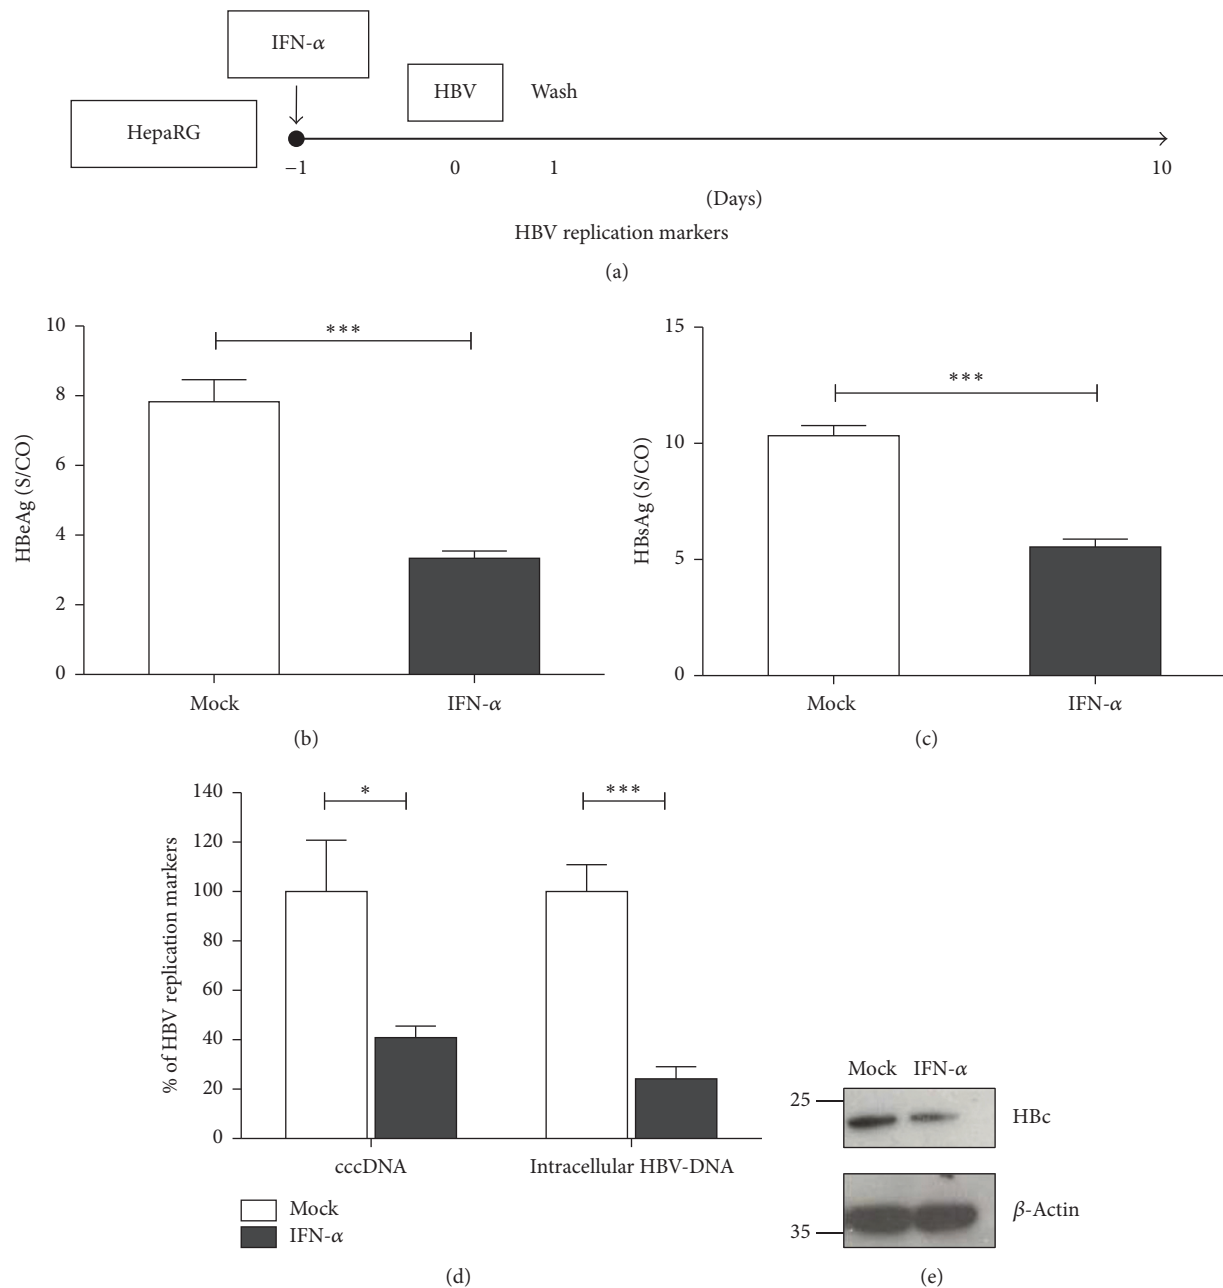 IFN-α
HBV
Wash
HepaRG
−1
0
1
10
(Days)
HBV replication markers
(a)
10
8
6
4
2
0
HBeAg (S/CO)
***
Mock
IFN-α
(b)
15
10
5
0
HBsAg (S/CO)
***
Mock
IFN-α
(c)
140
120
100
80
60
40
20
0
% of HBV replication markers
*
***
cccDNA
Intracellular HBV-DNA
Mock
IFN-α
(d)
Mock IFN-α
25
HBc
35
β-Actin
(e)